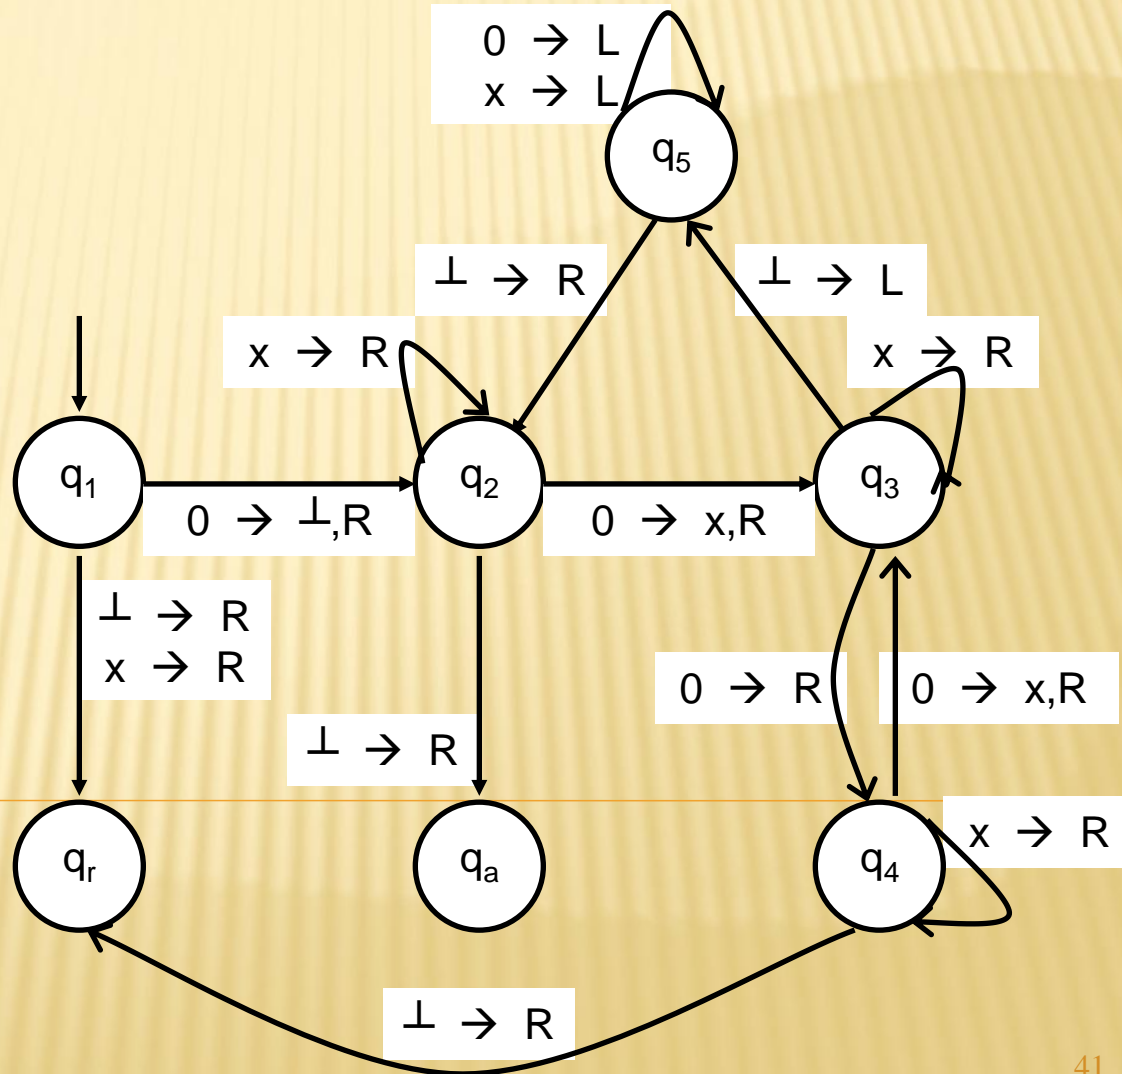 0 → L
x → L
q₅
⊥ → R
⊥ → L
x → R
x → R
q₁
q₂
q₃
0 → ⊥,R
0 → x,R
⊥ → R
x → R
0 → R
0 → x,R
⊥ → R
x → R
qᵣ
qₐ
q₄
⊥ → R
41